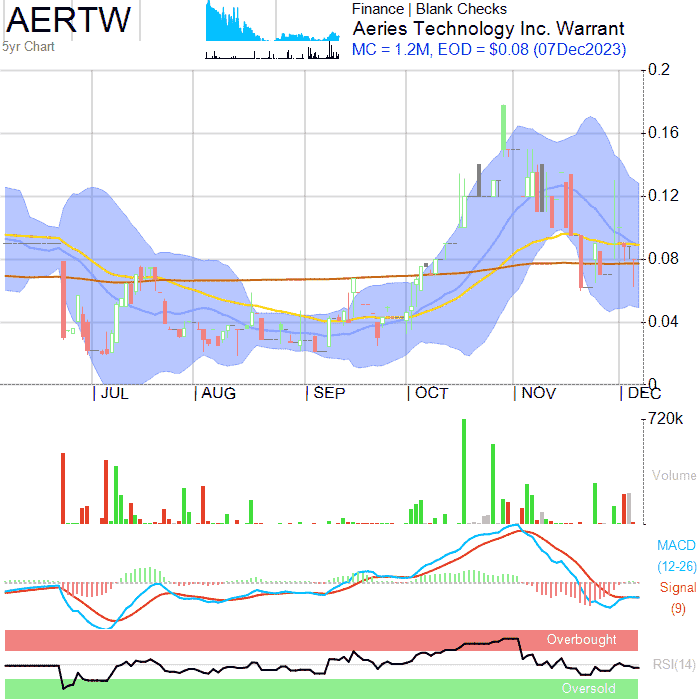 AERTW
5yr Chart
Finance | Blank Checks
Aeries Technology Inc. Warrant
MC = 1.2M, EOD = $0.08 (07Dec2023)
0.2
0.16
0.12
0.08
0.04
0
JUL AUG SEP OCT NOV DEC
720k
Volume
MACD
(12-26)
Signal
(9)
Overbought
RSI(14)
Oversold